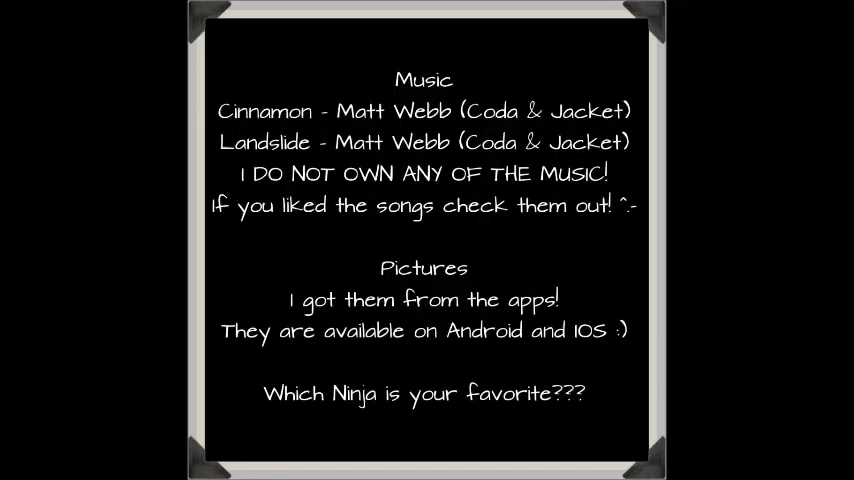 Music
Cinnamon - Matt Webb (Coda & Jacket)
Landslide - Matt Webb (Coda & Jacket)
I DO NOT OWN ANY OF THE MUSIC!
If you liked the songs check them out! ^.-
Pictures
I got them from the apps!
They are available on Android and IOS :)
Which Ninja is your favorite???